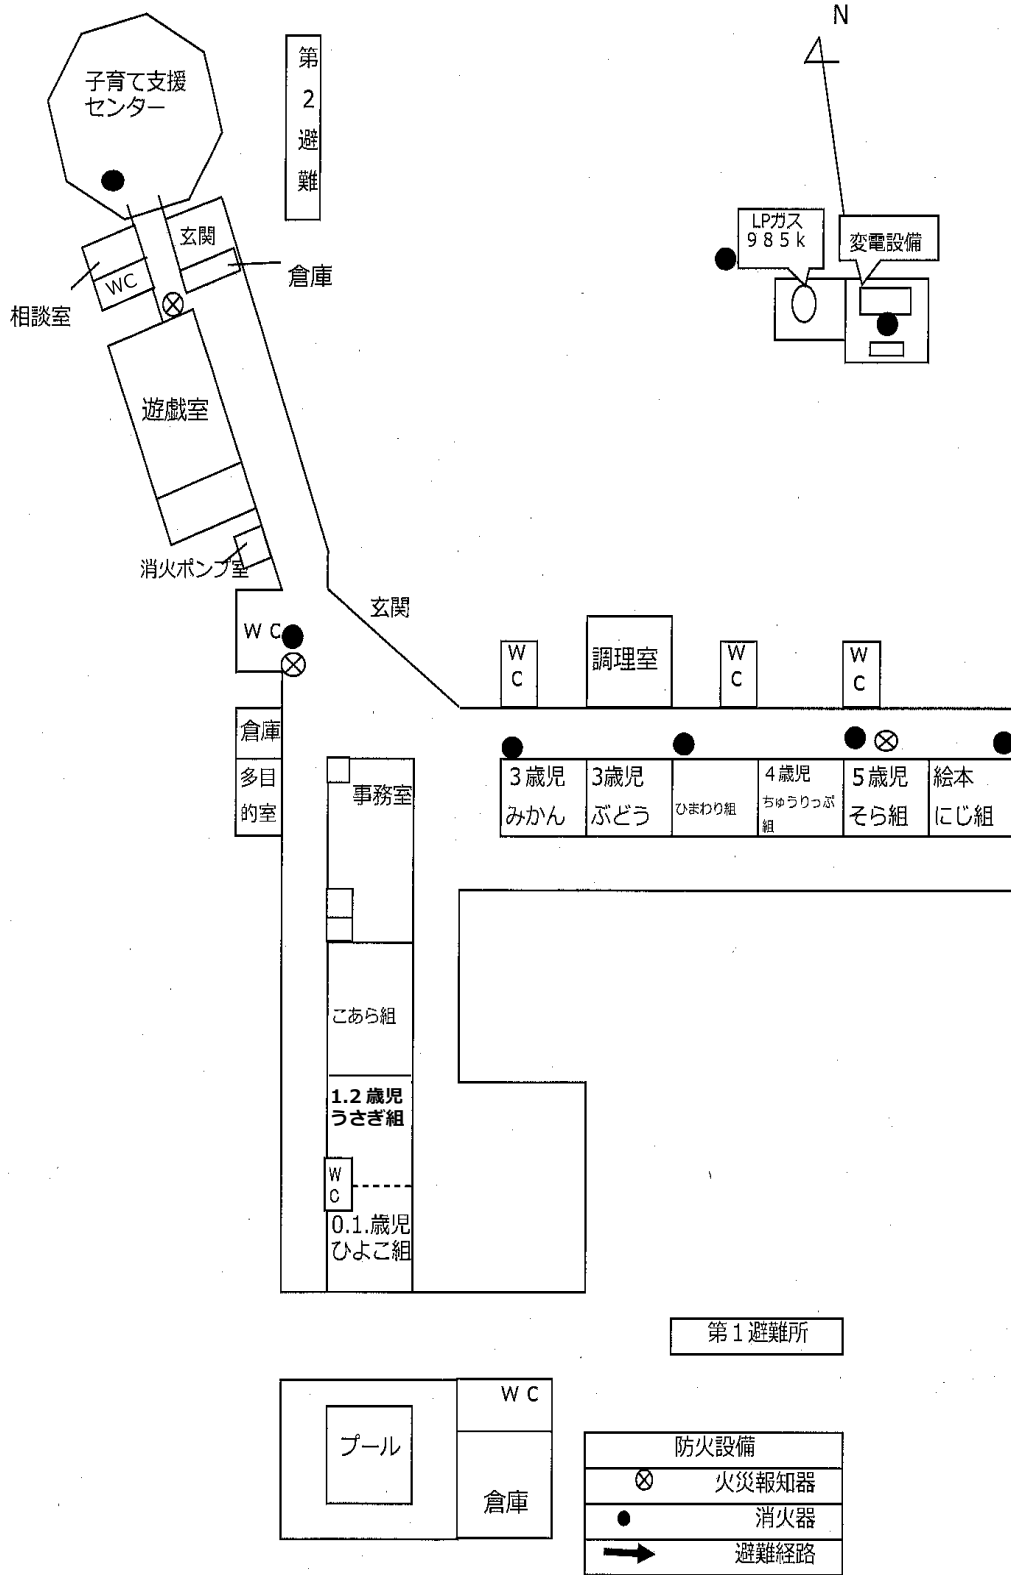 N
子育て支援
センター
第
2
避
難
LPガス
985k
変電設備
玄関
倉庫
WC
相談室
遊戯室
消火ポンプ室
玄関
WC
W
C
調理室
W
C
W
C
倉庫
多目
的室
事務室
3歳児
みかん
3歳児
ぶどう
ひまわり組
4歳児
ちゅうりっぷ
組
5歳児
そら組
絵本
にじ組
こあら組
1.2 歳児
うさぎ組
W
C
0.1.歳児
ひよこ組
第1避難所
WC
プール
倉庫
防火設備
火災報知器
消火器
避難経路